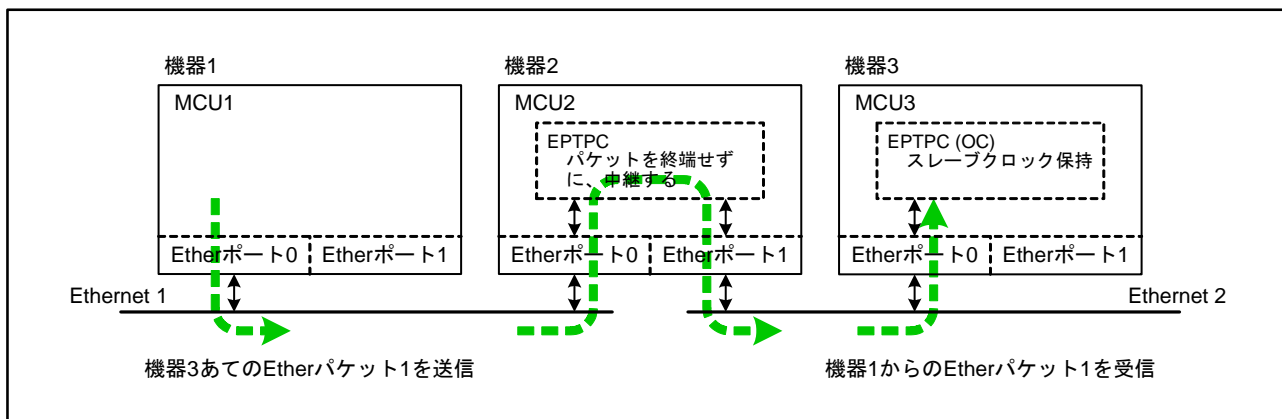 機器1
機器2
機器3
MCU1
MCU2
MCU3
EPTPC
パケットを終端せず
に、中継する
EPTPC (OC)
スレーブクロック保持
Etherポート0
Etherポート1
Etherポート0
Etherポート1
Etherポート0
Etherポート1
Ethernet 1
Ethernet 2
機器3あてのEtherパケット1を送信
機器1からのEtherパケット1を受信